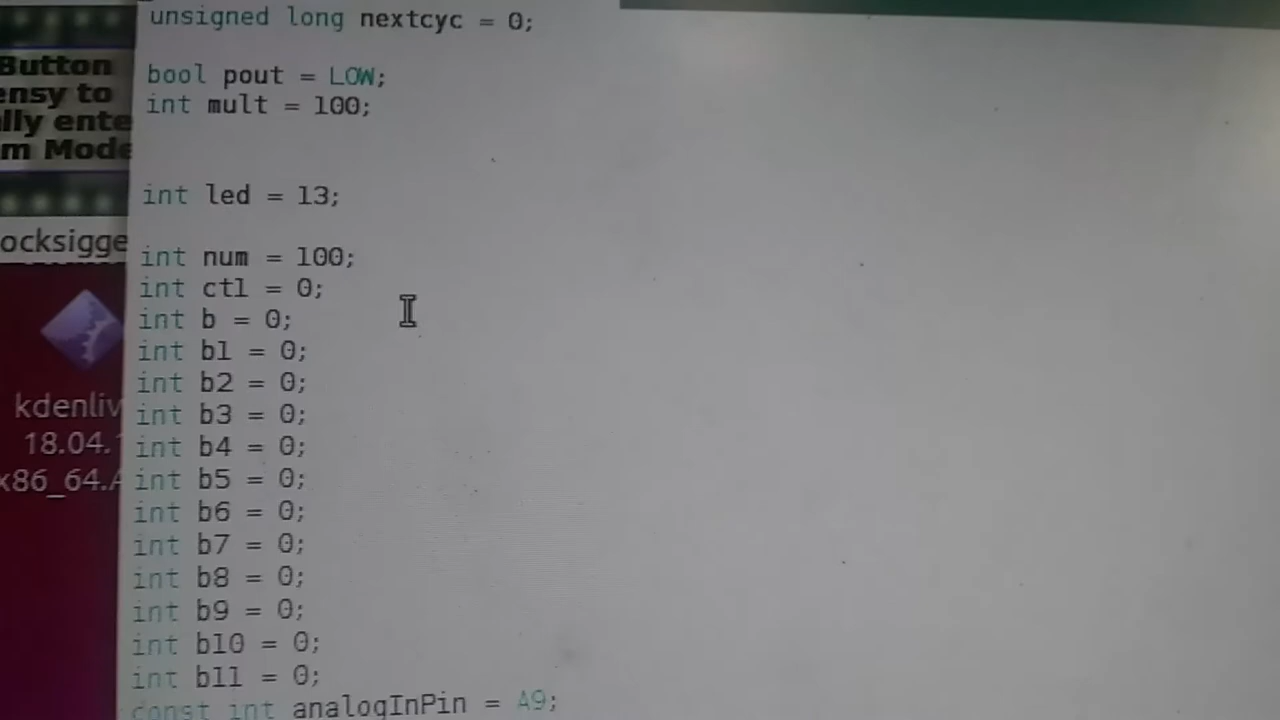 unsigned long nextcyc = 0;
bool pout = LOW;
int mult = 100;
int led = 13;
int num = 100;
int ctl = 0;
int b = 0;
int b1 = 0;
int b2 = 0;
int b3 = 0;
int b4 = 0;
int b5 = 0;
int b6 = 0;
int b7 = 0;
int b8 = 0;
int b9 = 0;
int b10 = 0;
int b11 = 0;
const int analogInPin = A9;
Button
ensy to
lly ente
m Mode
ocksigge
kdenliv
18.04.
x86_64.A